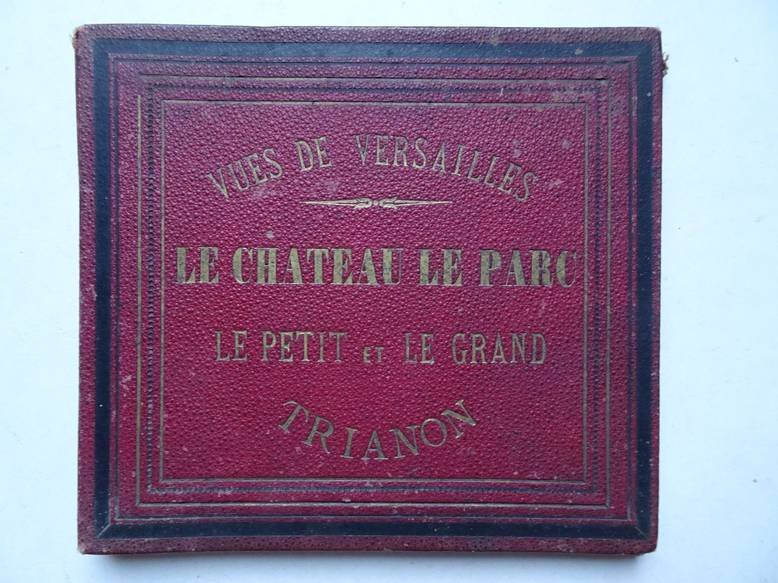 VUES DE VERSAILLES
LE CHATEAU LE PARC
LE PETIT ET LE GRAND
TRIANON